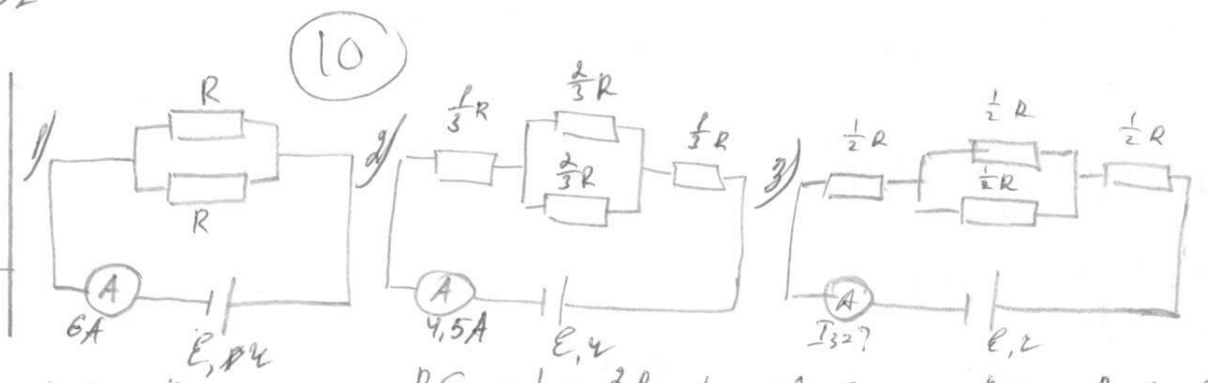 10
1)
R
R
A
6A
Ɛ, r
2)
1/3 R
2/3 R
2/3 R
1/3 R
A
4,5A
Ɛ, r
3)
1/2 R
1/2 R
1/2 R
1/2 R
A
I3=?
Ɛ, r